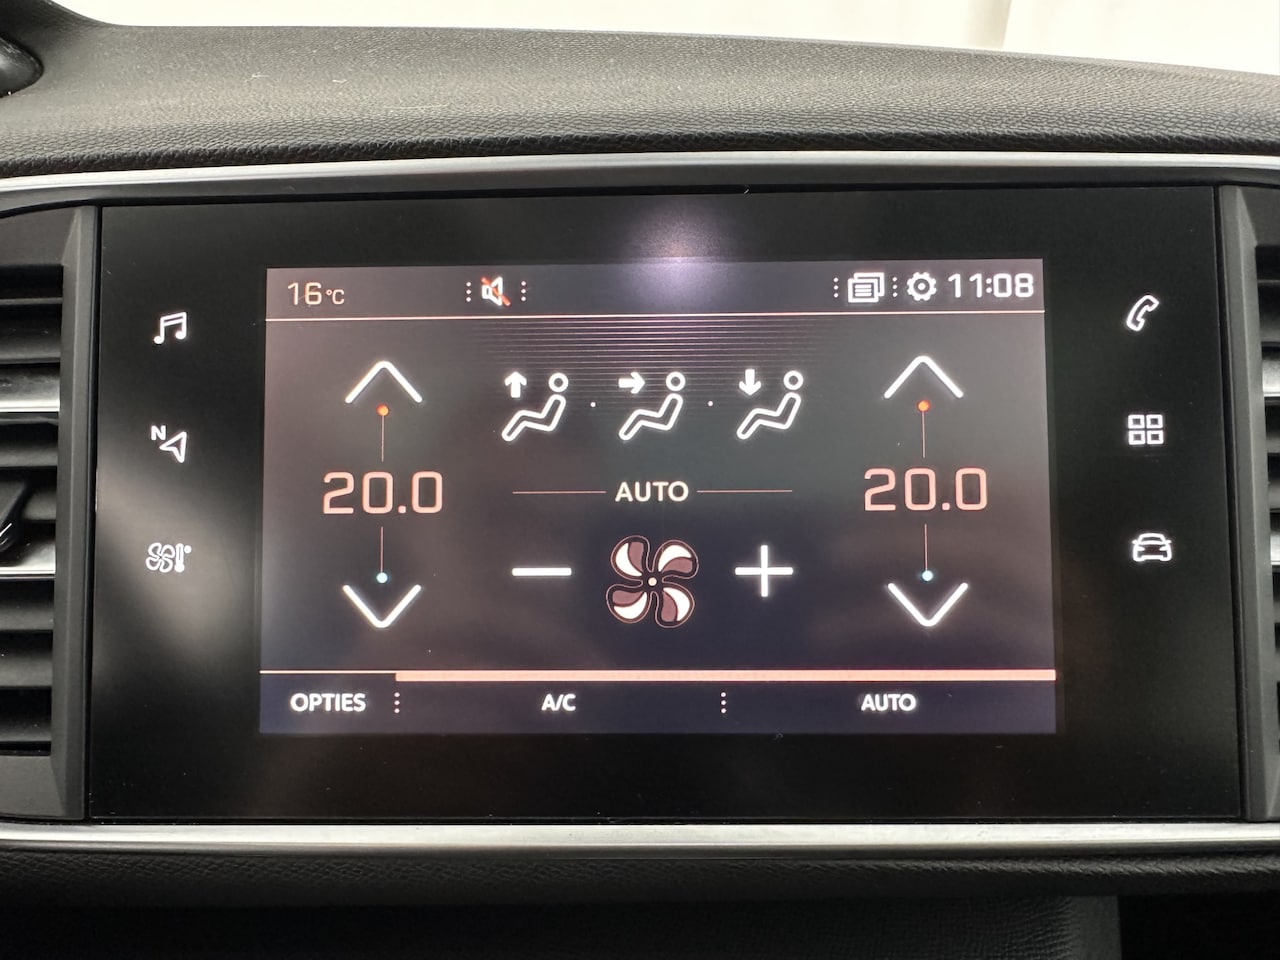 16°C 11:08
N
20.0 AUTO 20.0
OPTIES A/C AUTO